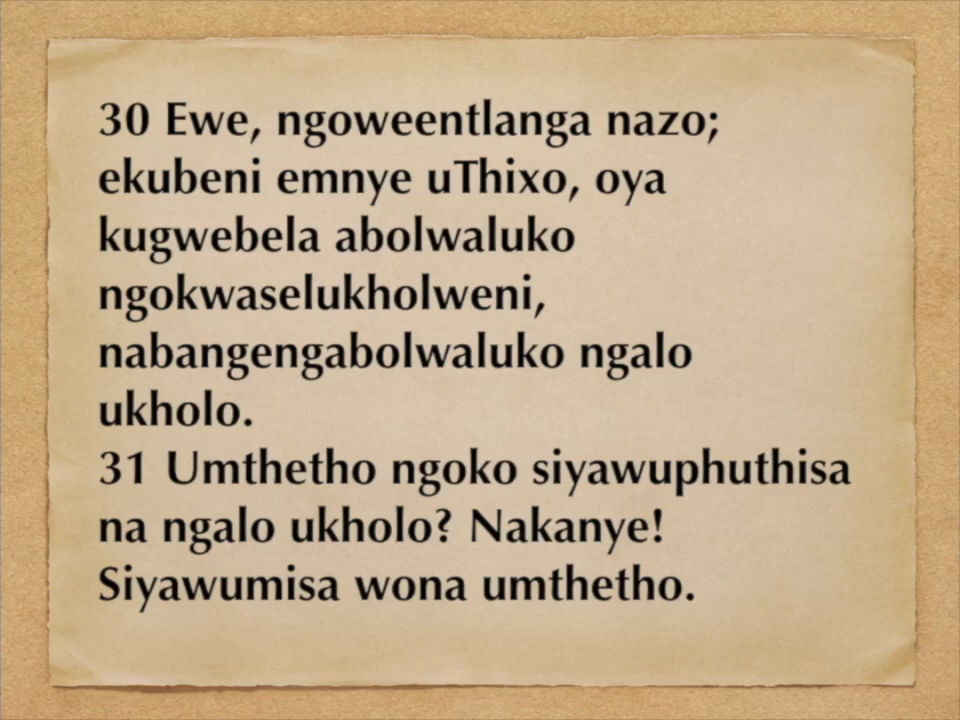 30 Ewe, ngoweentlanga nazo;
ekubeni emnye uThixo, oya
kugwebela abolwaluko
ngokwaselukholweni,
nabangengabolwaluko ngalo
ukholo.
31 Umthetho ngoko siyawuphuthisa
na ngalo ukholo? Nakanye!
Siyawumisa wona umthetho.